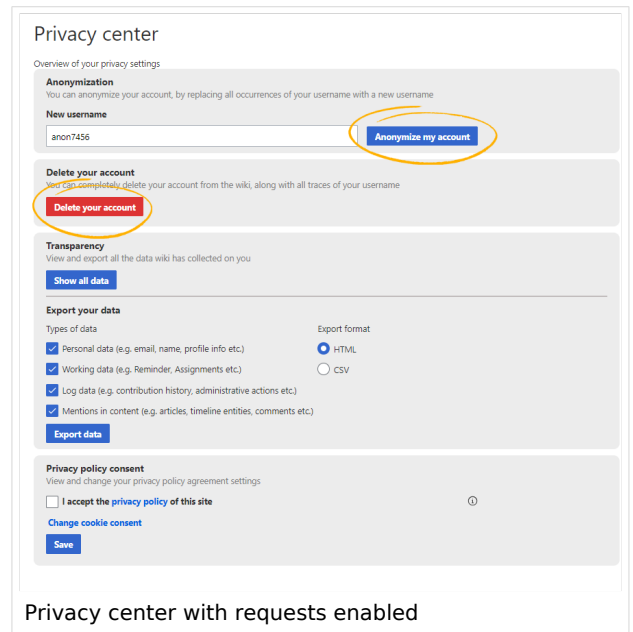 Privacy center
Overview of your privacy settings
Anonymization
You can anonymize your account, by replacing all occurrences of your username with a new username
New username
anon7456
Anonymize my account
Delete your account
You can completely delete your account from the wiki, along with all traces of your username
Delete your account
Transparency
View and export all the data wiki has collected on you
Show all data
Export your data
Types of data
Export format
Personal data (e.g. email, name, profile info etc.)
HTML
Working data (e.g. Reminder, Assignments etc.)
CSV
Log data (e.g. contribution history, administrative actions etc.)
Mentions in content (e.g. articles, timeline entities, comments etc.)
Export data
Privacy policy consent
View and change your privacy policy agreement settings
I accept the privacy policy of this site
Change cookie consent
Save
Privacy center with requests enabled